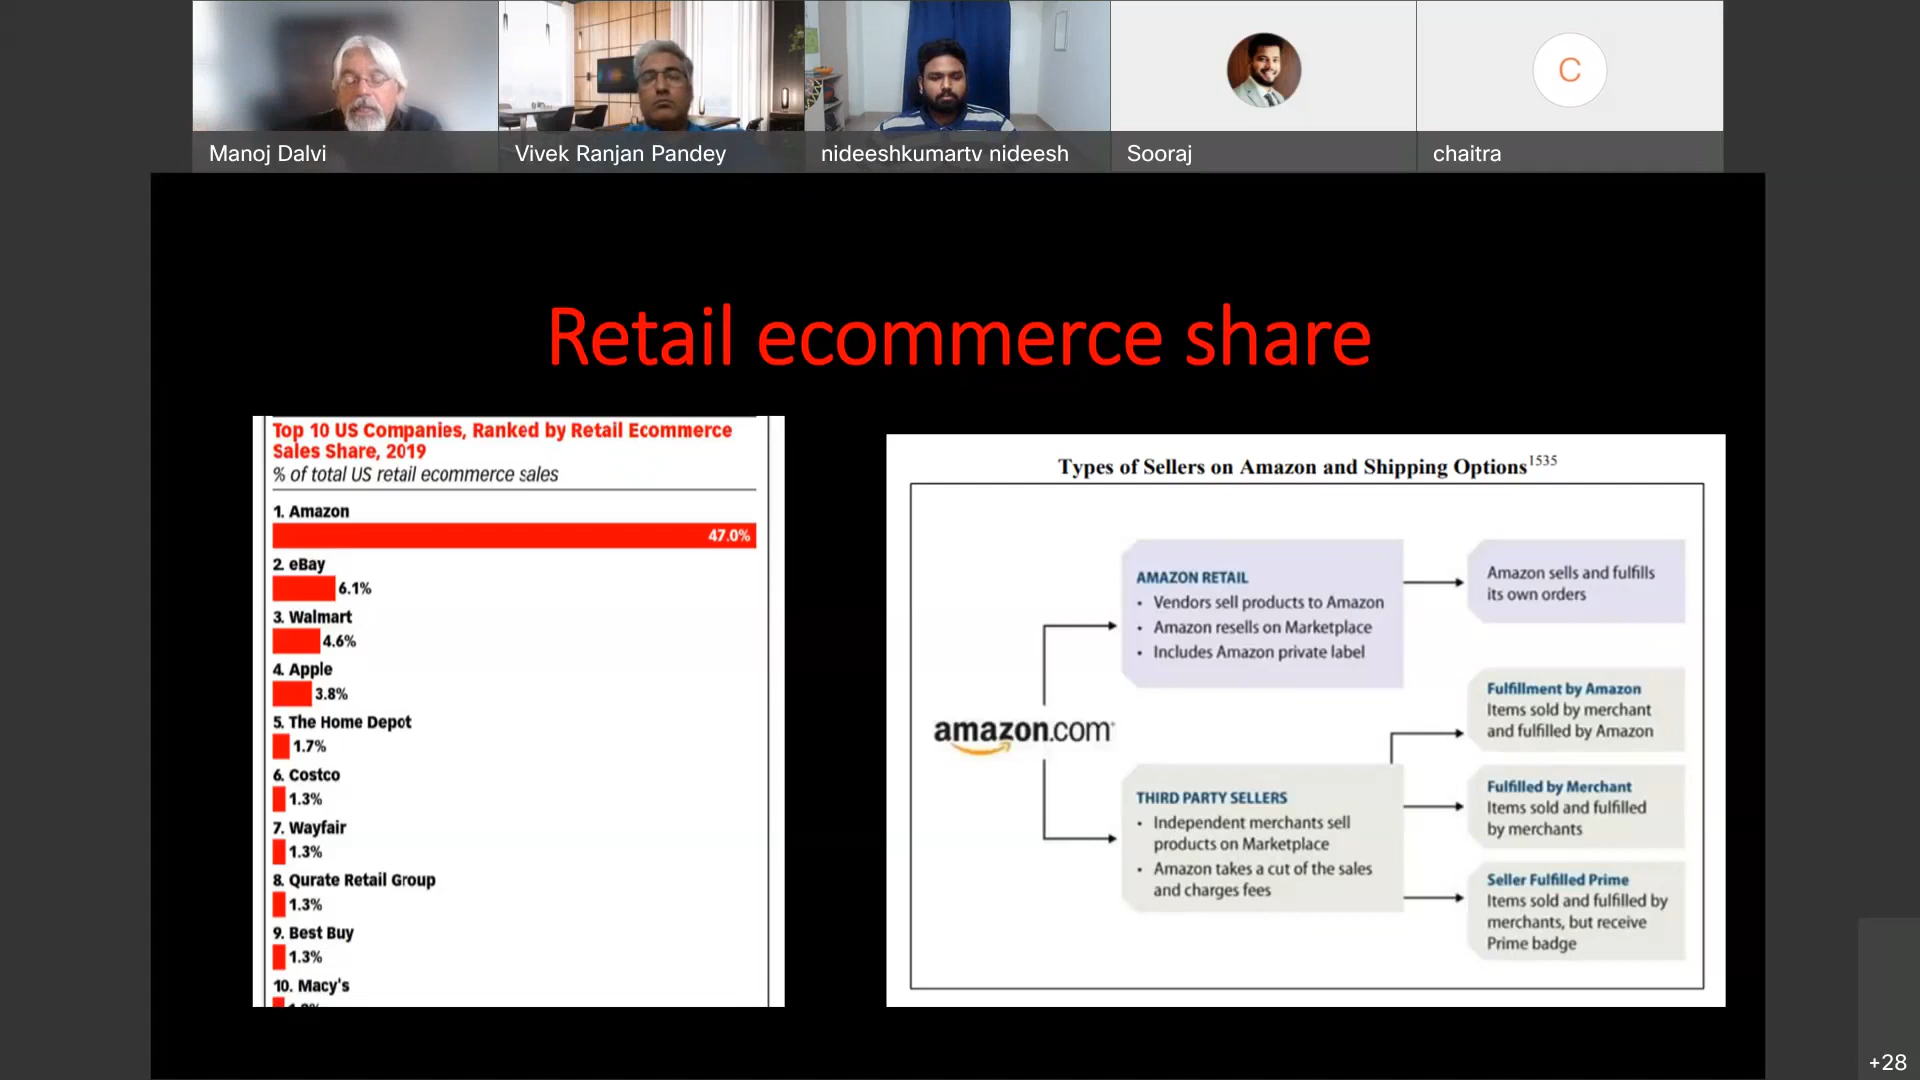 Manoj Dalvi
Vivek Ranjan Pandey
nideeshkumartv nideesh
Sooraj
C
chaitra
Retail ecommerce share
Top 10 US Companies, Ranked by Retail Ecommerce
Sales Share, 2019
% of total US retail ecommerce sales
1. Amazon
47.0%
2. eBay
6.1%
3. Walmart
4.6%
4. Apple
3.8%
5. The Home Depot
1.7%
6. Costco
1.3%
7. Wayfair
1.3%
8. Qurate Retail Group
1.3%
9. Best Buy
1.3%
10. Macy's
Types of Sellers on Amazon and Shipping Options1535
amazon.com
AMAZON RETAIL
• Vendors sell products to Amazon
• Amazon resells on Marketplace
• Includes Amazon private label
Amazon sells and fulfills
its own orders
THIRD PARTY SELLERS
• Independent merchants sell
products on Marketplace
• Amazon takes a cut of the sales
and charges fees
Fulfillment by Amazon
Items sold by merchant
and fulfilled by Amazon
Fulfilled by Merchant
Items sold and fulfilled
by merchants
Seller Fulfilled Prime
Items sold and fulfilled by
merchants, but receive
Prime badge
+28